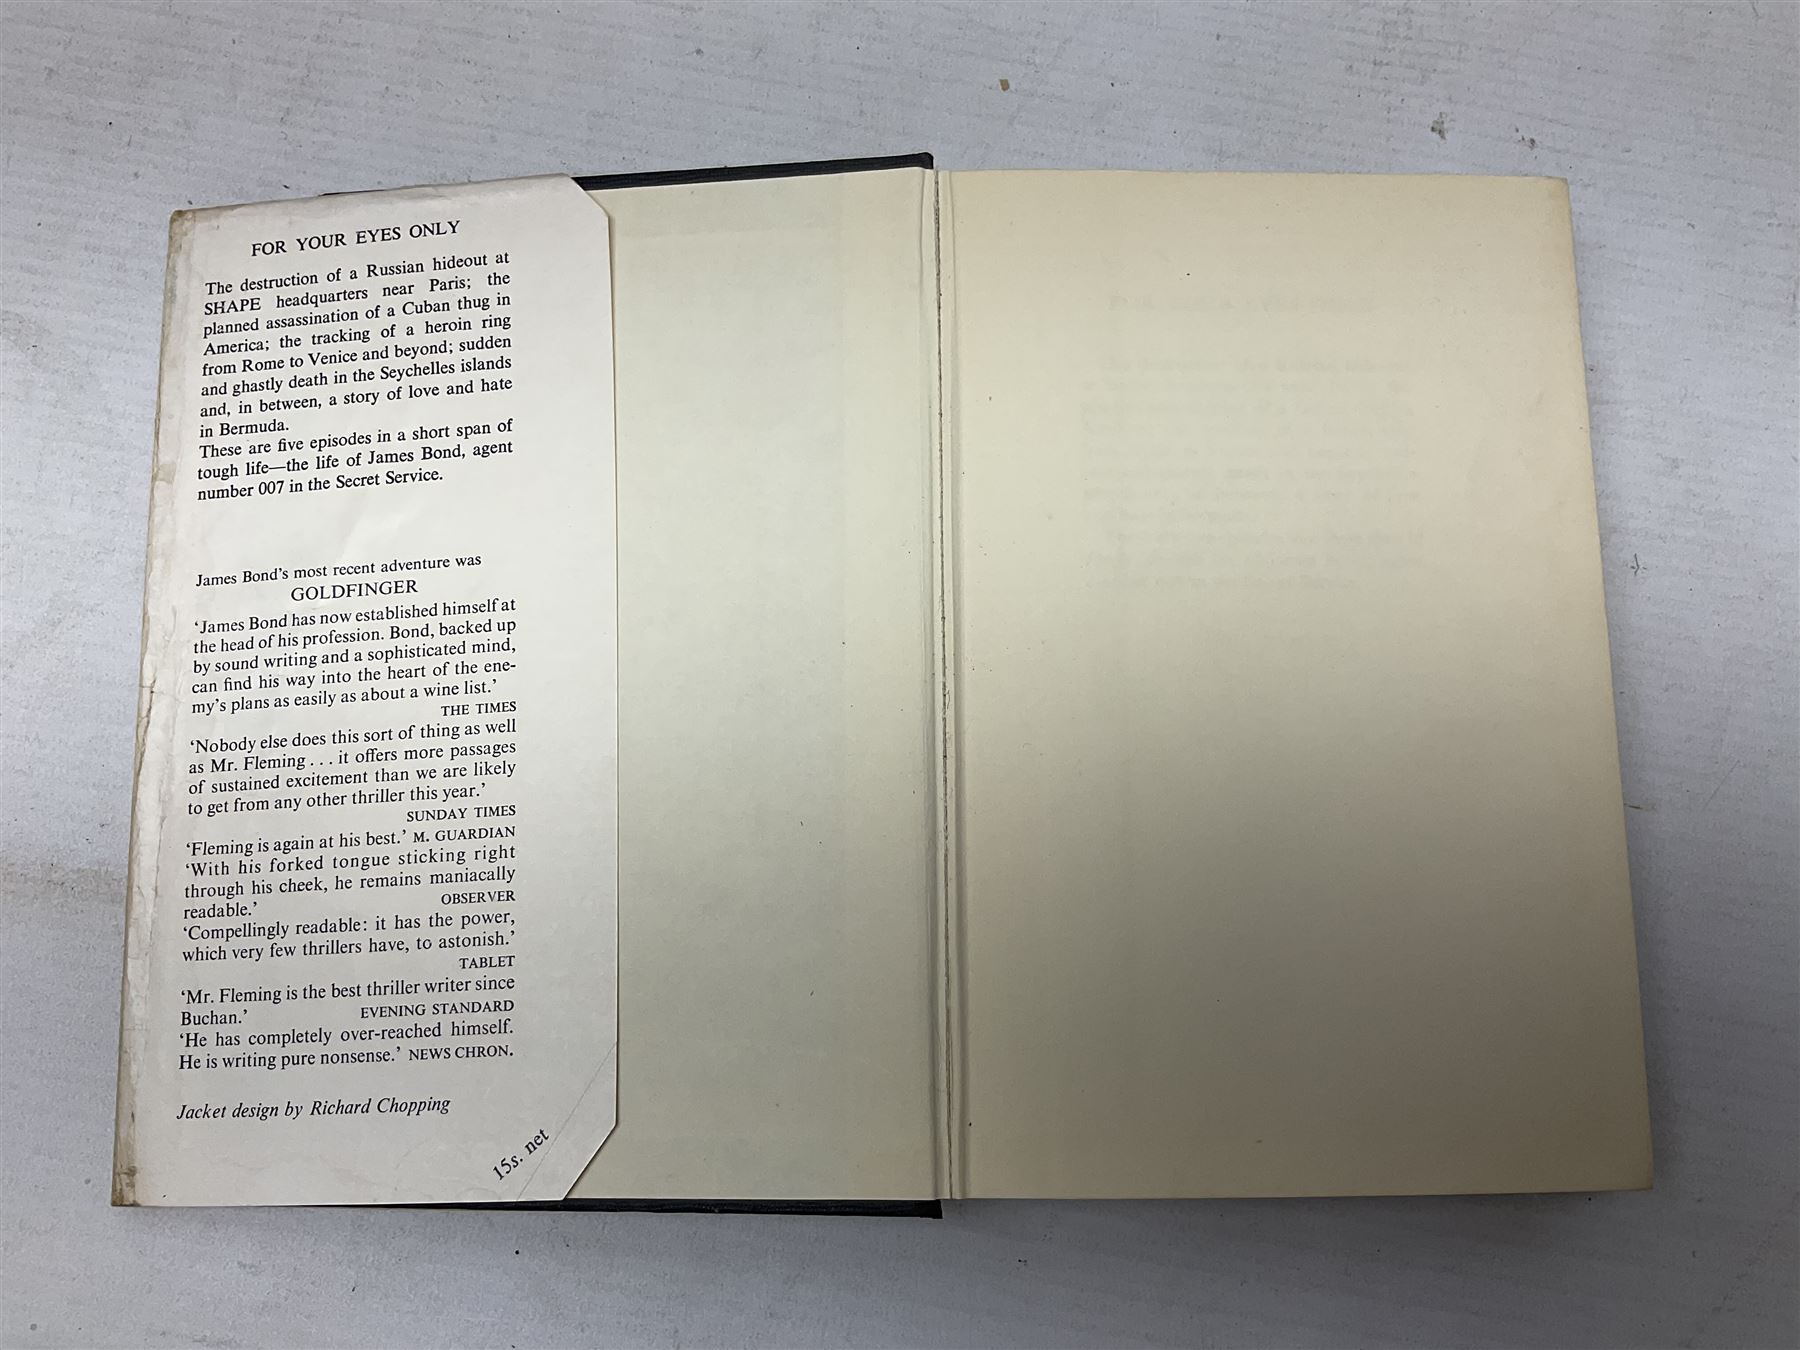 FOR YOUR EYES ONLY
The destruction of a Russian hideout at
SHAPE headquarters near Paris; the
planned assassination of a Cuban thug in
America; the tracking of a heroin ring
from Rome to Venice and beyond; sudden
and ghastly death in the Seychelles islands
and, in between, a story of love and hate
in Bermuda.
These are five episodes in a short span of
tough life—the life of James Bond, agent
number 007 in the Secret Service.
James Bond's most recent adventure was
GOLDFINGER
'James Bond has now established himself at
the head of his profession. Bond, backed up
by sound writing and a sophisticated mind,
can find his way into the heart of the ene-
my's plans as easily as about a wine list.'
THE TIMES
'Nobody else does this sort of thing as well
as Mr. Fleming . . . it offers more passages
of sustained excitement than we are likely
to get from any other thriller this year.'
SUNDAY TIMES
'Fleming is again at his best.' M. GUARDIAN
'With his forked tongue sticking right
through his cheek, he remains maniacally
readable.' OBSERVER
'Compellingly readable: it has the power,
which very few thrillers have, to astonish.'
TABLET
'Mr. Fleming is the best thriller writer since
Buchan.' EVENING STANDARD
'He has completely over-reached himself.
He is writing pure nonsense.' NEWS CHRON.
Jacket design by Richard Chopping
15s. net